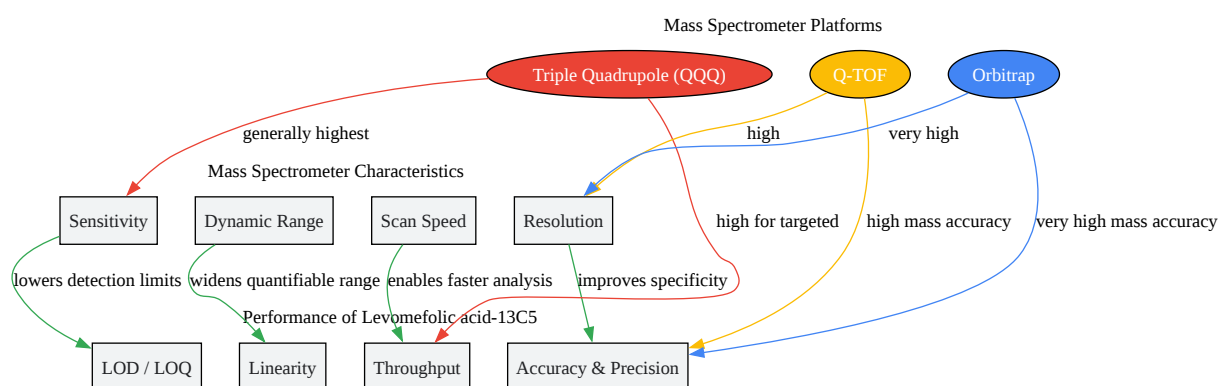 Mass Spectrometer Platforms
Triple Quadrupole (QQQ)
Q-TOF
Orbitrap
generally highest
high
very high
Mass Spectrometer Characteristics
Sensitivity
Dynamic Range
Scan Speed
Resolution
high for targeted
high mass accuracy
very high mass accuracy
lowers detection limits
widens quantifiable range
enables faster analysis
improves specificity
Performance of Levomefolic acid-13C5
LOD / LOQ
Linearity
Throughput
Accuracy & Precision